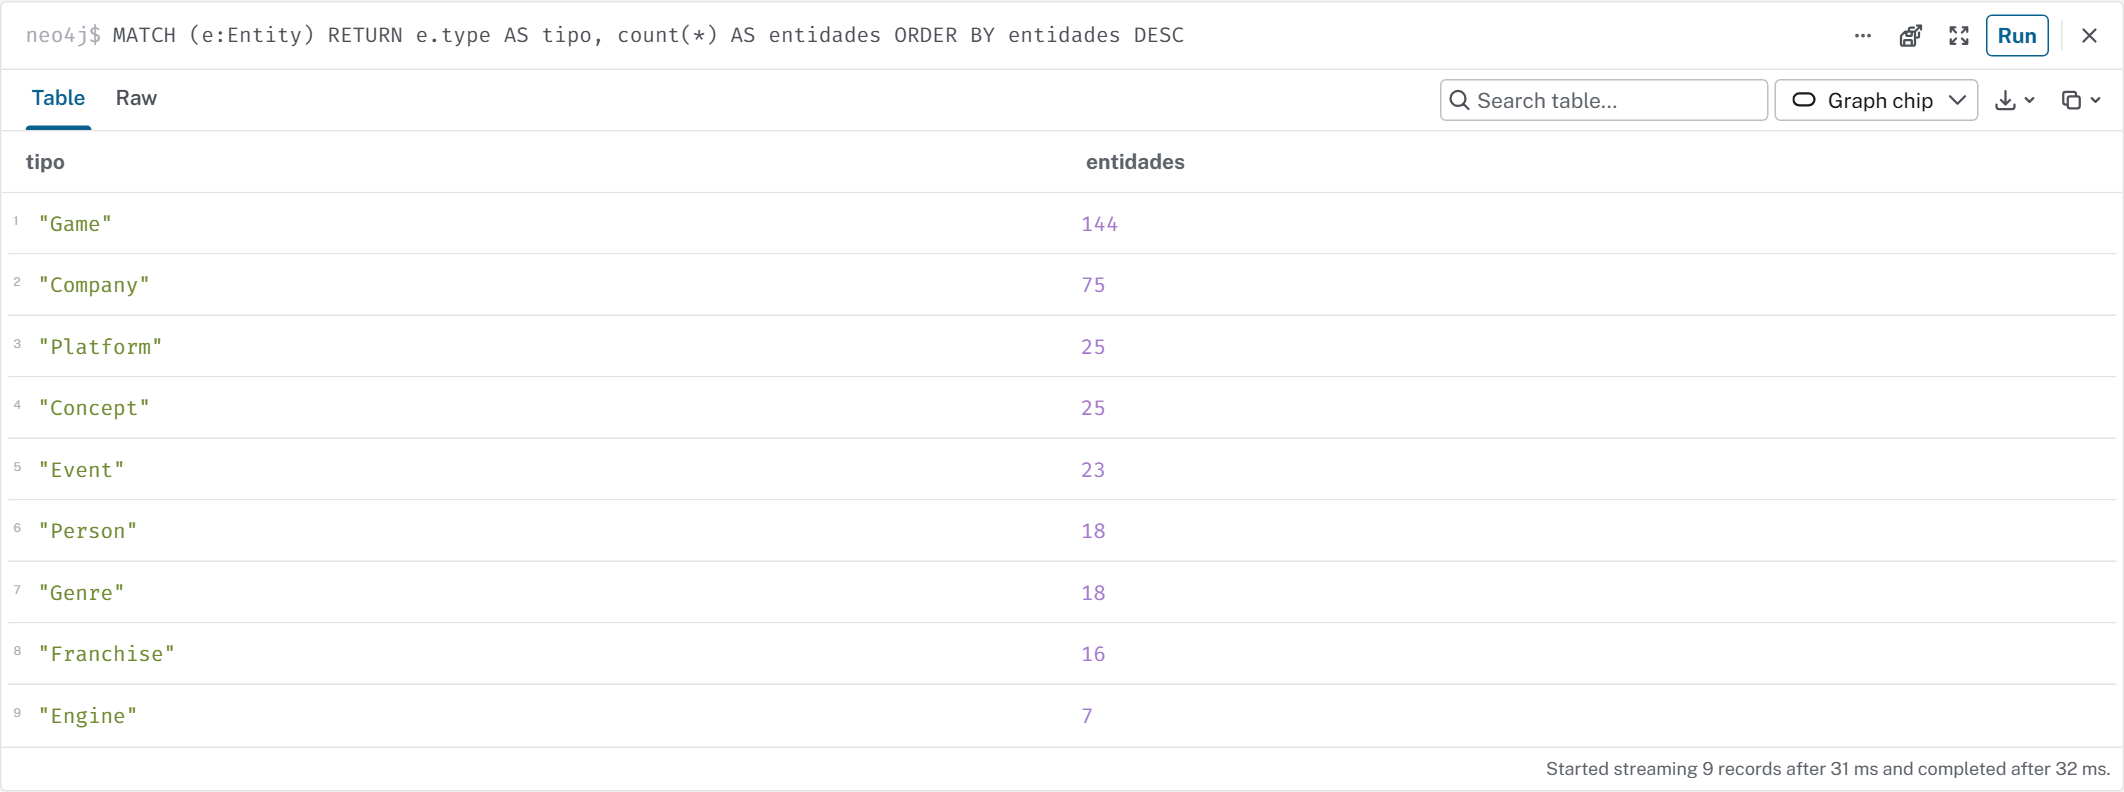 neo4j$ MATCH (e:Entity) RETURN e.type AS tipo, count(*) AS entidades ORDER BY entidades DESC
Run
Table Raw
Search table...
Graph chip
tipo entidades
1 "Game" 144
2 "Company" 75
3 "Platform" 25
4 "Concept" 25
5 "Event" 23
6 "Person" 18
7 "Genre" 18
8 "Franchise" 16
9 "Engine" 7
Started streaming 9 records after 31 ms and completed after 32 ms.